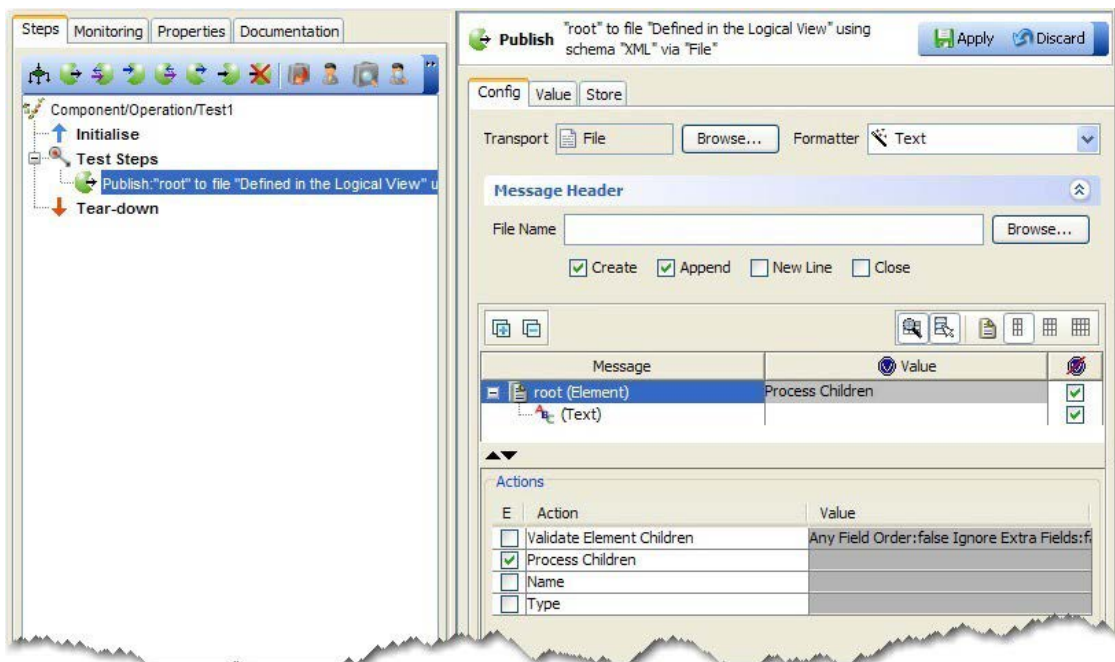 Steps Monitoring Properties Documentation
Component/Operation/Test1
Initialise
Test Steps
Publish:"root" to file "Defined in the Logical View" u
Tear-down
Publish "root" to file "Defined in the Logical View" using
schema "XML" via "File"
Apply Discard
Config Value Store
Transport File Browse... Formatter Text
Message Header
File Name Browse...
Create Append New Line Close
Message Value
root (Element) Process Children
(Text)
Actions
E Action Value
Validate Element Children Any Field Order:false Ignore Extra Fields:fa
Process Children
Name
Type